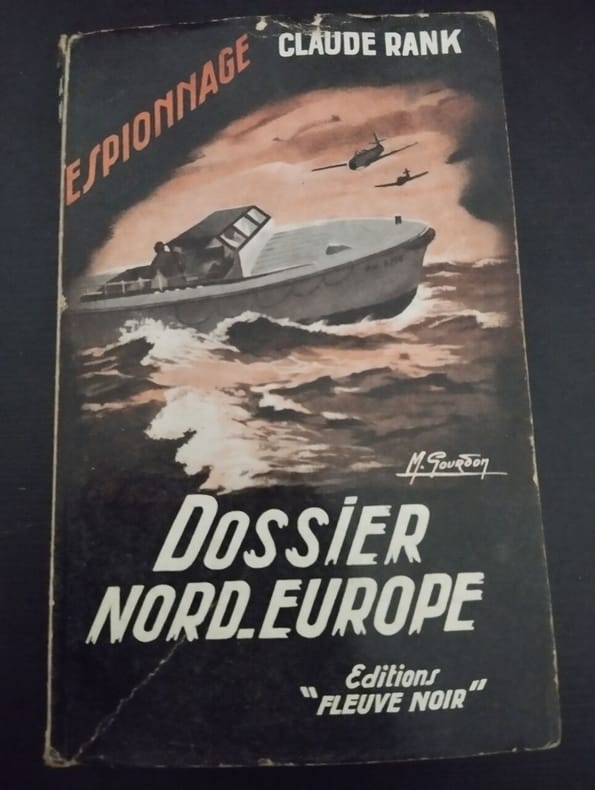 CLAUDE RANK
ESPIONNAGE
M. Gourdon
DOSSIER
NORD-EUROPE
Editions
"FLEUVE NOIR"